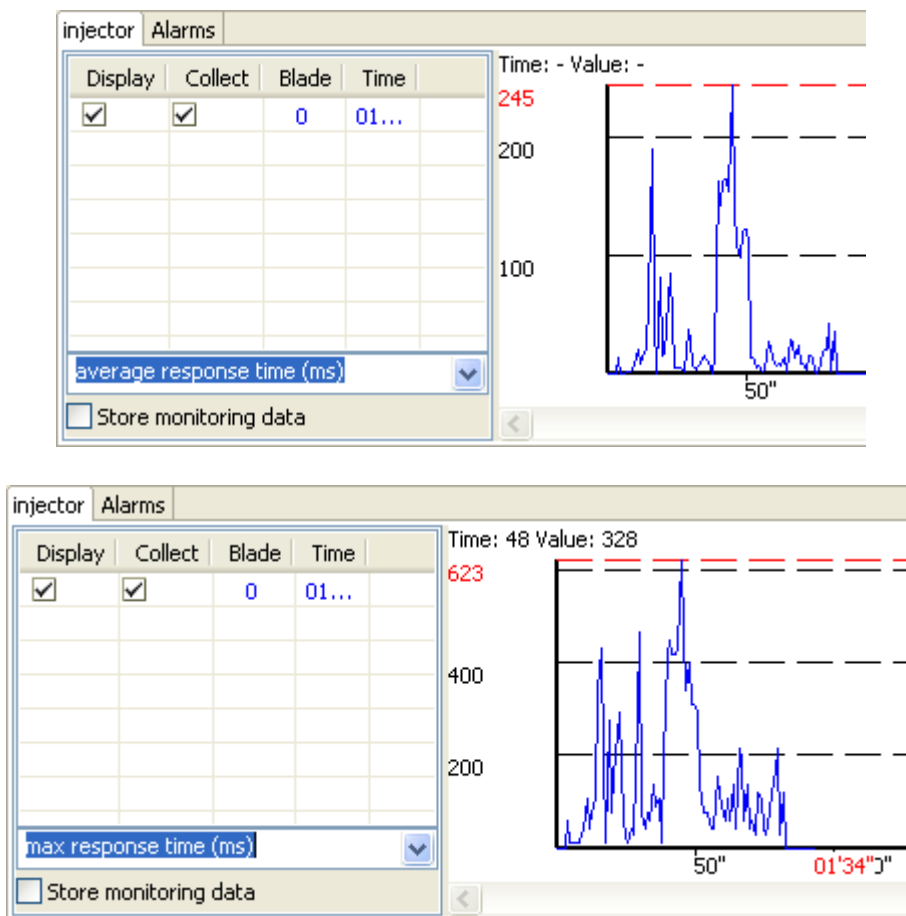 injector Alarms
Display Collect Blade Time
0 01...
average response time (ms)
Store monitoring data
Time: - Value: -
245
200
100
50"
injector Alarms
Display Collect Blade Time
0 01...
max response time (ms)
Store monitoring data
Time: 48 Value: 328
623
400
200
50" 01'34"